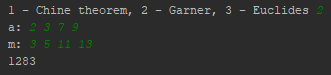 1 - Chine theorem, 2 - Garner, 3 - Euclides 2
a: 2 3 7 9
m: 3 5 11 13
1283